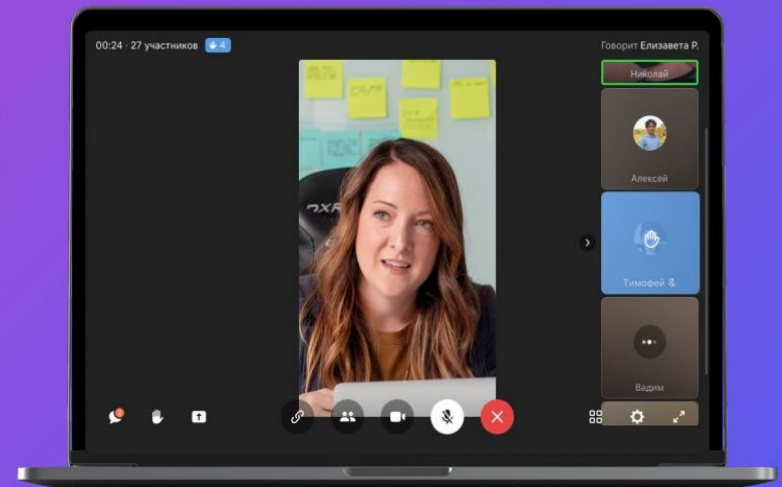 00:24 · 27 участников 4
Говорит Елизавета Р.
Николай
Алексей
Тимофей
Вадим